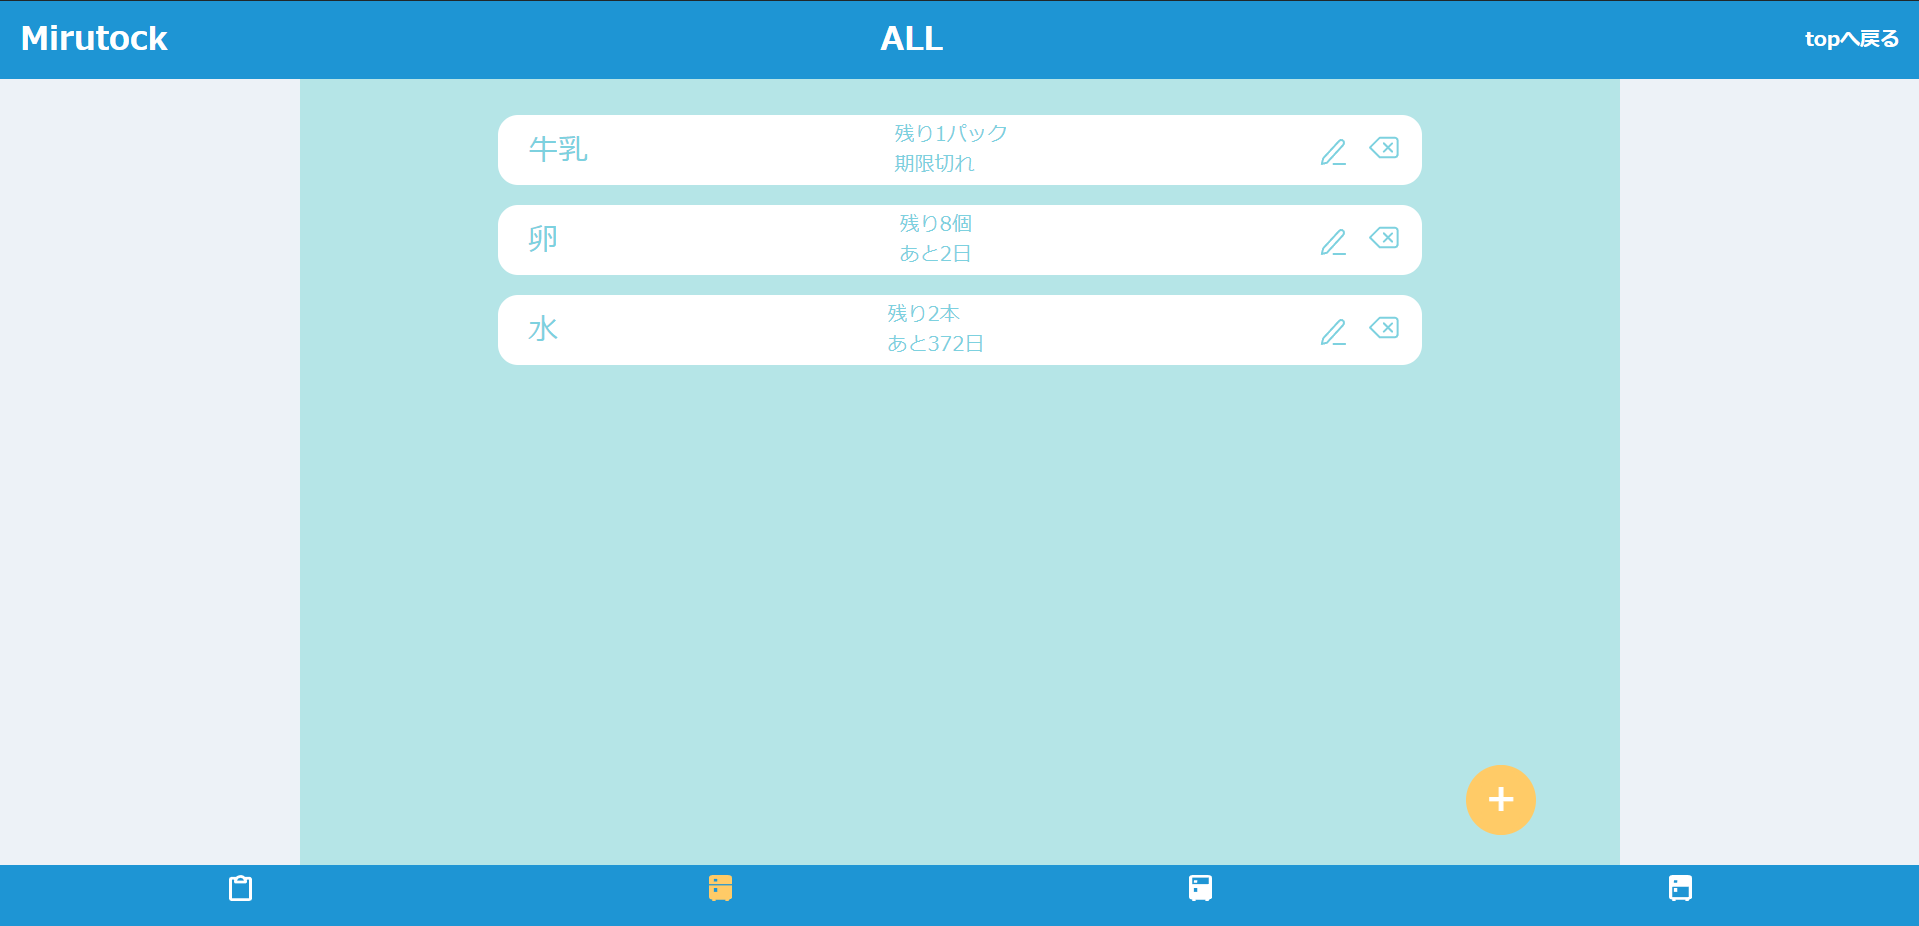 Mirutock
ALL
topへ戻る
牛乳
残り1パック
期限切れ
卵
残り8個
あと2日
水
残り2本
あと372日